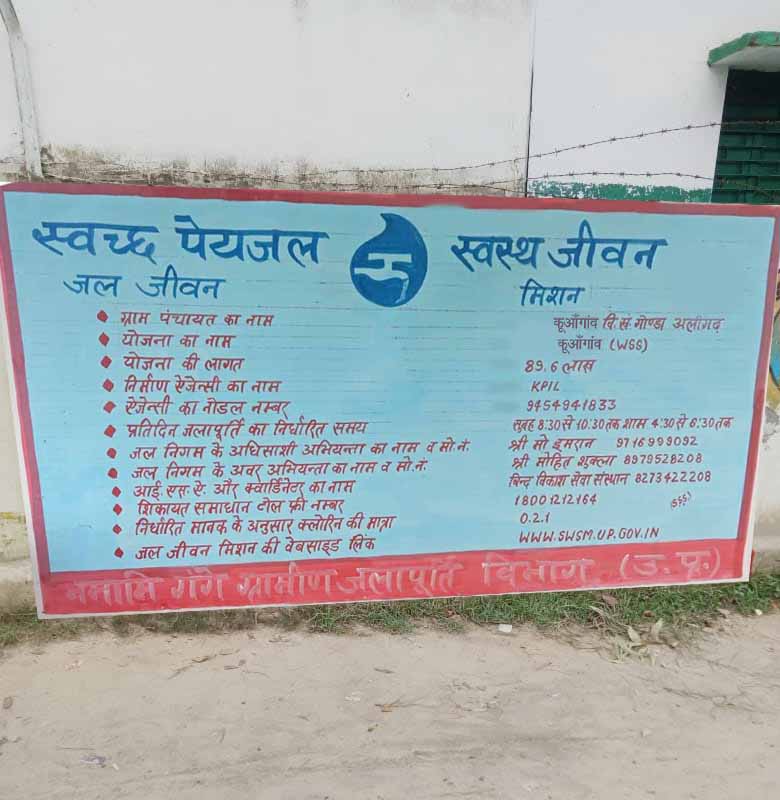 स्वच्छ पेयजल स्वस्थ जीवन
जल जीवन मिशन
ग्राम पंचायत का नाम कूआँगांव वि.सं. गोण्डा अलीगढ़
योजना का नाम कूआँगांव (WSS)
योजना की लागत 89.6 लाख
निर्माण ऐजेन्सी का नाम KPIL
ऐजेन्सी का नोडल नम्बर 9454941833
प्रतिदिन जलापूर्ति का निर्धारित समय सुबह 8:30 से 10:30 तक शाम 4:30 से 6:30 तक
जल निगम के अधिसाशी अभियन्ता का नाम व मो.नं. श्री मो इमरान 9716999092
जल निगम के अवर अभियन्ता का नाम व मो.नं. श्री मोहित शुक्ला 8979528208
आई.एस.ऐ. और क्वार्डिनेटर का नाम बिन्द विकाश सेवा संस्थान 8273422208
शिकायत समाधान टोल फ्री नम्बर 18001212164 (SSS)
निर्धारित मानक के अनुसार क्लोरिन की मात्रा 0.2.1
जल जीवन मिशन की वेबसाइड लिंक WWW.SWSM.UP.GOV.IN
नमामि गंगे ग्रामीण जलापूर्ति विभाग (उ.प्र.)